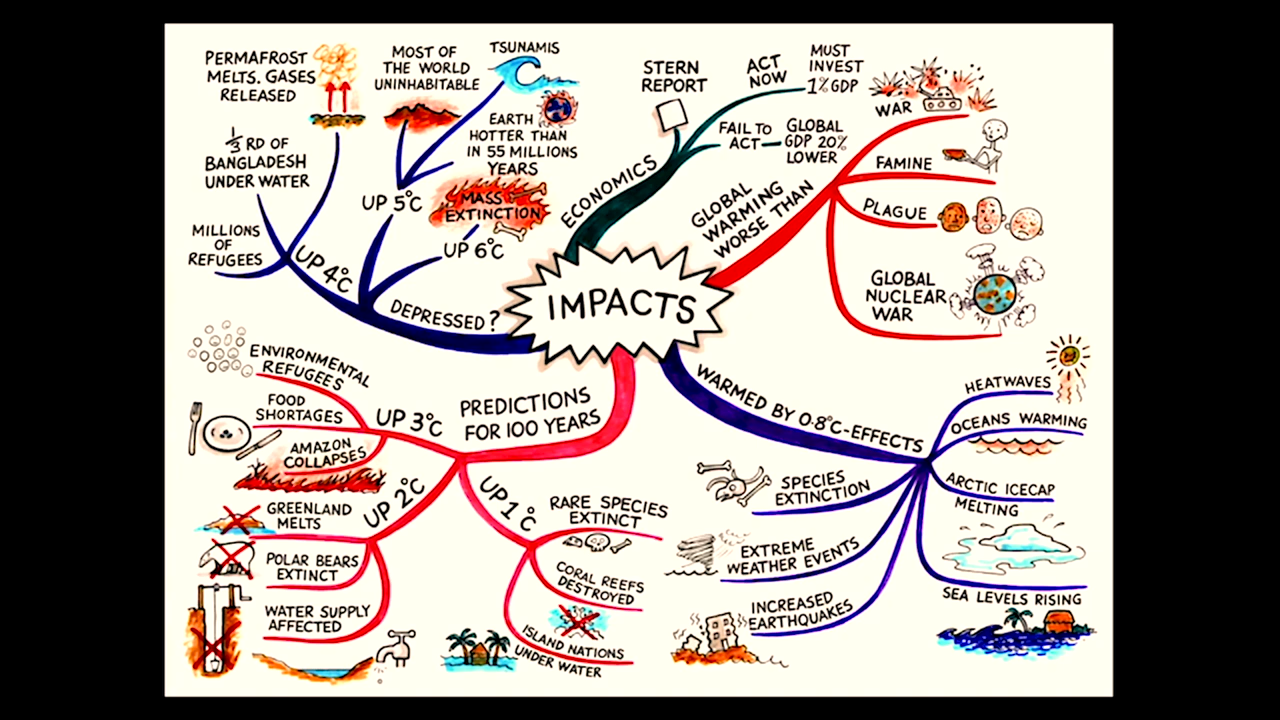 IMPACTS
ECONOMICS
STERN
REPORT
ACT
NOW
MUST
INVEST
1% GDP
FAIL TO
ACT
GLOBAL
GDP 20%
LOWER
GLOBAL
WARMING
WORSE THAN
WAR
FAMINE
PLAGUE
GLOBAL
NUCLEAR
WAR
WARMED BY 0.8°C-EFFECTS
HEATWAVES
OCEANS WARMING
ARCTIC ICECAP
MELTING
SEA LEVELS RISING
SPECIES
EXTINCTION
EXTREME
WEATHER EVENTS
INCREASED
EARTHQUAKES
PREDICTIONS
FOR 100 YEARS
UP 1°C
RARE SPECIES
EXTINCT
CORAL REEFS
DESTROYED
ISLAND NATIONS
UNDER WATER
UP 2°C
GREENLAND
MELTS
POLAR BEARS
EXTINCT
WATER SUPPLY
AFFECTED
UP 3°C
ENVIRONMENTAL
REFUGEES
FOOD
SHORTAGES
AMAZON
COLLAPSES
DEPRESSED?
UP 4°C
MILLIONS
OF
REFUGEES
⅓ RD OF
BANGLADESH
UNDER WATER
PERMAFROST
MELTS. GASES
RELEASED
UP 5°C
MOST OF
THE WORLD
UNINHABITABLE
TSUNAMIS
EARTH
HOTTER THAN
IN 55 MILLIONS
YEARS
UP 6°C
MASS
EXTINCTION